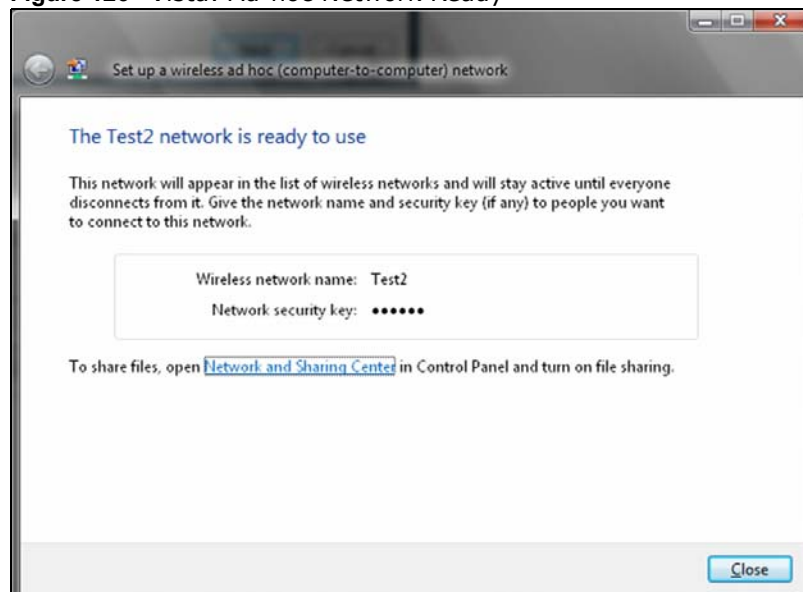 Set up a wireless ad hoc (computer-to-computer) network
The Test2 network is ready to use
This network will appear in the list of wireless networks and will stay active until everyone
disconnects from it. Give the network name and security key (if any) to people you want
to connect to this network.
Wireless network name: Test2
Network security key: ••••••
To share files, open Network and Sharing Center in Control Panel and turn on file sharing.
Close